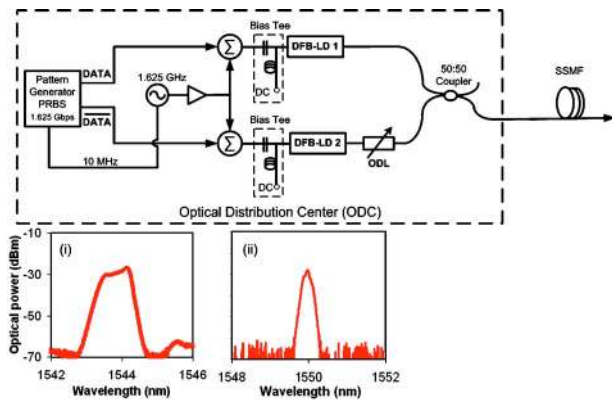 Bias Tee
DFB-LD 1
DC
Pattern
Generator
PRBS
1.625 Gbps
DATA
DATA
1.625 GHz
Σ
Σ
10 MHz
50:50
Coupler
SSMF
Bias Tee
DFB-LD 2
ODL
DC
Optical Distribution Center (ODC)
Optical power (dBm)
-10
-30
-50
-70
(i)
1542
1544
1546
Wavelength (nm)
(ii)
1548
1550
1552
Wavelength (nm)